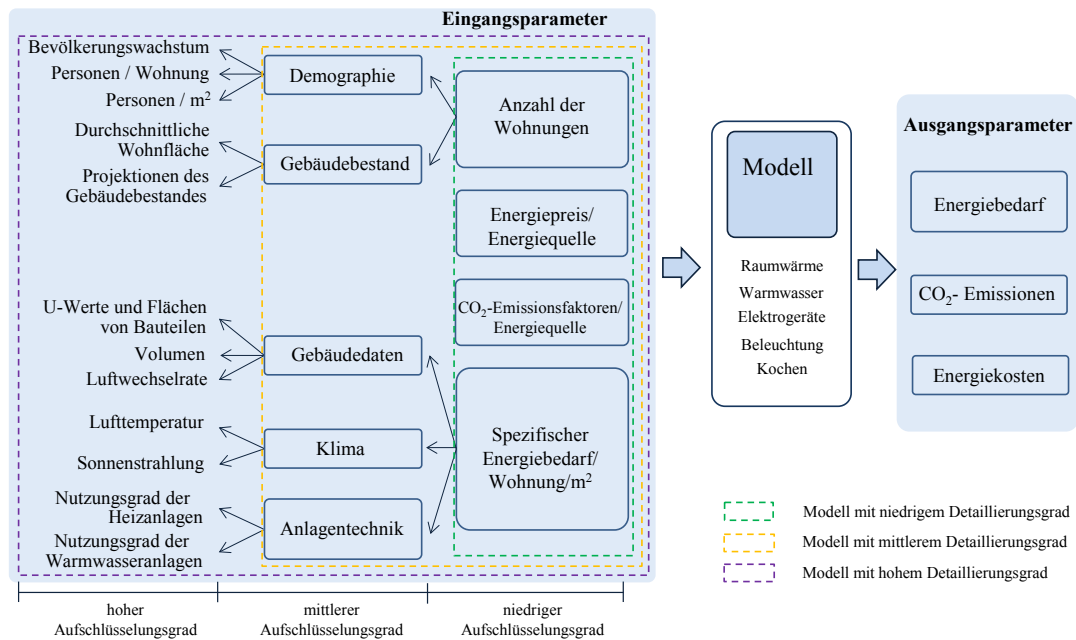 Eingangsparameter
Bevölkerungswachstum
Personen / Wohnung
Personen / m²
Durchschnittliche
Wohnfläche
Projektionen des
Gebäudebestandes
U-Werte und Flächen
von Bauteilen
Volumen
Luftwechselrate
Lufttemperatur
Sonnenstrahlung
Nutzungsgrad der
Heizanlagen
Nutzungsgrad der
Warmwasseranlagen
Demographie
Gebäudebestand
Gebäudedaten
Klima
Anlagentechnik
Anzahl der
Wohnungen
Energiepreis/
Energiequelle
CO₂-Emissionsfaktoren/
Energiequelle
Spezifischer
Energiebedarf/
Wohnung/m²
hoher
Aufschlüsselungsgrad
mittlerer
Aufschlüsselungsgrad
niedriger
Aufschlüsselungsgrad
Modell
Raumwärme
Warmwasser
Elektrogeräte
Beleuchtung
Kochen
Ausgangsparameter
Energiebedarf
CO₂- Emissionen
Energiekosten
Modell mit niedrigem Detaillierungsgrad
Modell mit mittlerem Detaillierungsgrad
Modell mit hohem Detaillierungsgrad